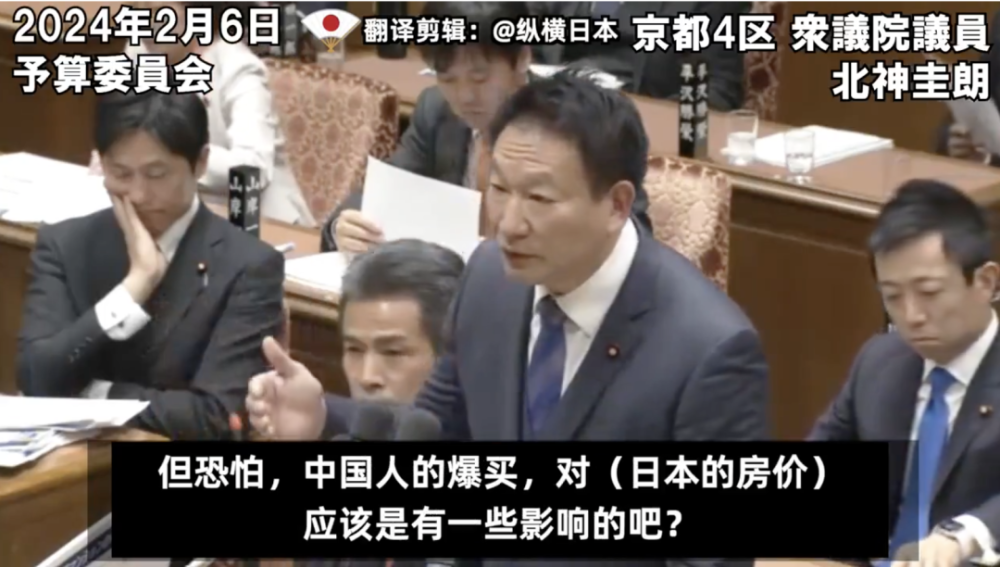 2024年2月6日
予算委員会
翻译剪辑：@纵横日本
京都4区 衆議院議員
北神圭朗
山岸一
但恐怕，中国人的爆买，对（日本的房价）
应该是有一些影响的吧？